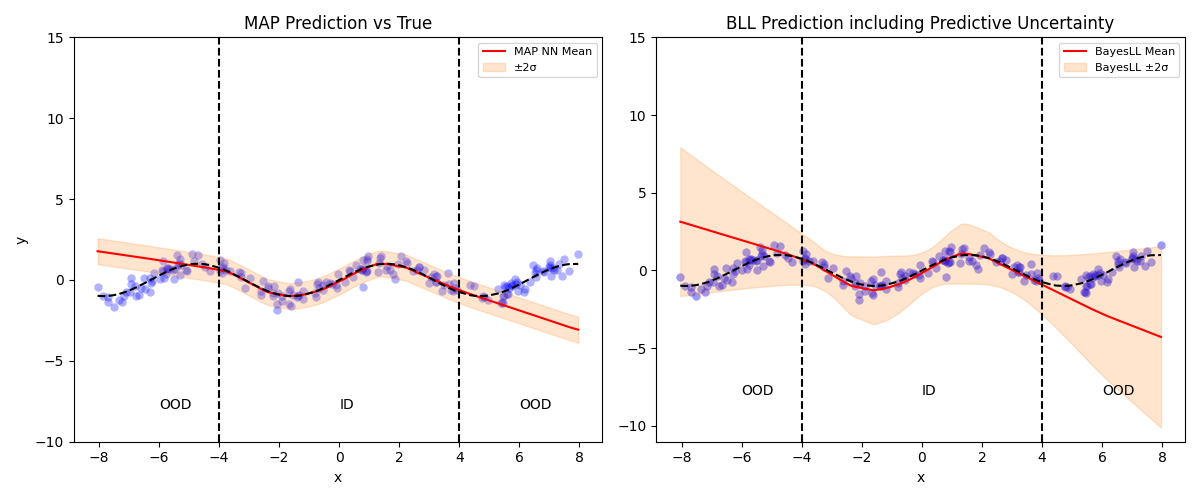 MAP Prediction vs True
MAP NN Mean
±2σ
15
10
5
0
−5
−10
y
OOD
ID
OOD
−8
−6
−4
−2
0
2
4
6
8
x
BLL Prediction including Predictive Uncertainty
BayesLL Mean
BayesLL ±2σ
15
10
5
0
−5
−10
OOD
ID
OOD
−8
−6
−4
−2
0
2
4
6
8
x